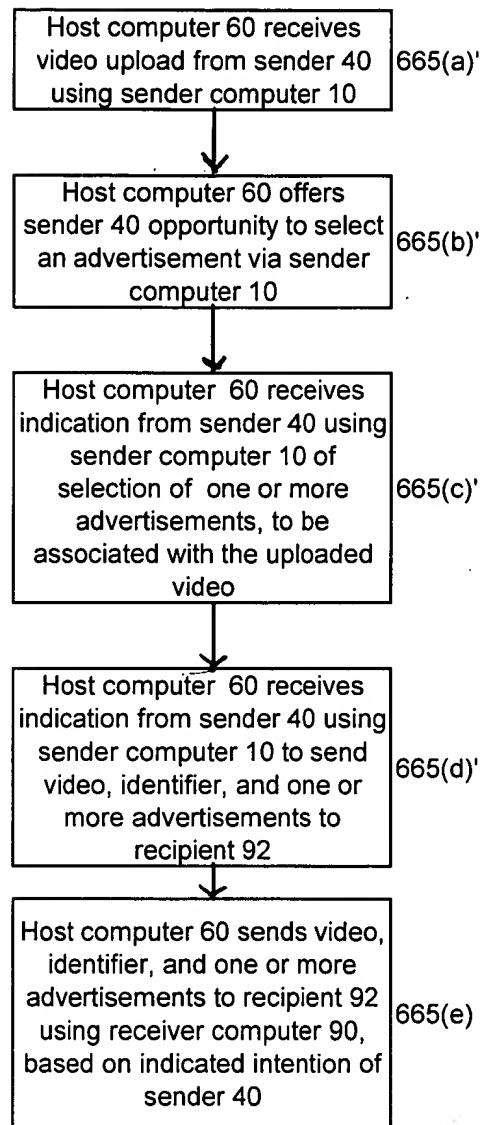 Host computer 60 receives
video upload from sender 40
using sender computer 10
665(a)'
Host computer 60 offers
sender 40 opportunity to select
an advertisement via sender
computer 10
665(b)'
Host computer 60 receives
indication from sender 40 using
sender computer 10 of
selection of one or more
advertisements, to be
associated with the uploaded
video
665(c)'
Host computer 60 receives
indication from sender 40 using
sender computer 10 to send
video, identifier, and one or
more advertisements to
recipient 92
665(d)'
Host computer 60 sends video,
identifier, and one or more
advertisements to recipient 92
using receiver computer 90,
based on indicated intention of
sender 40
665(e)